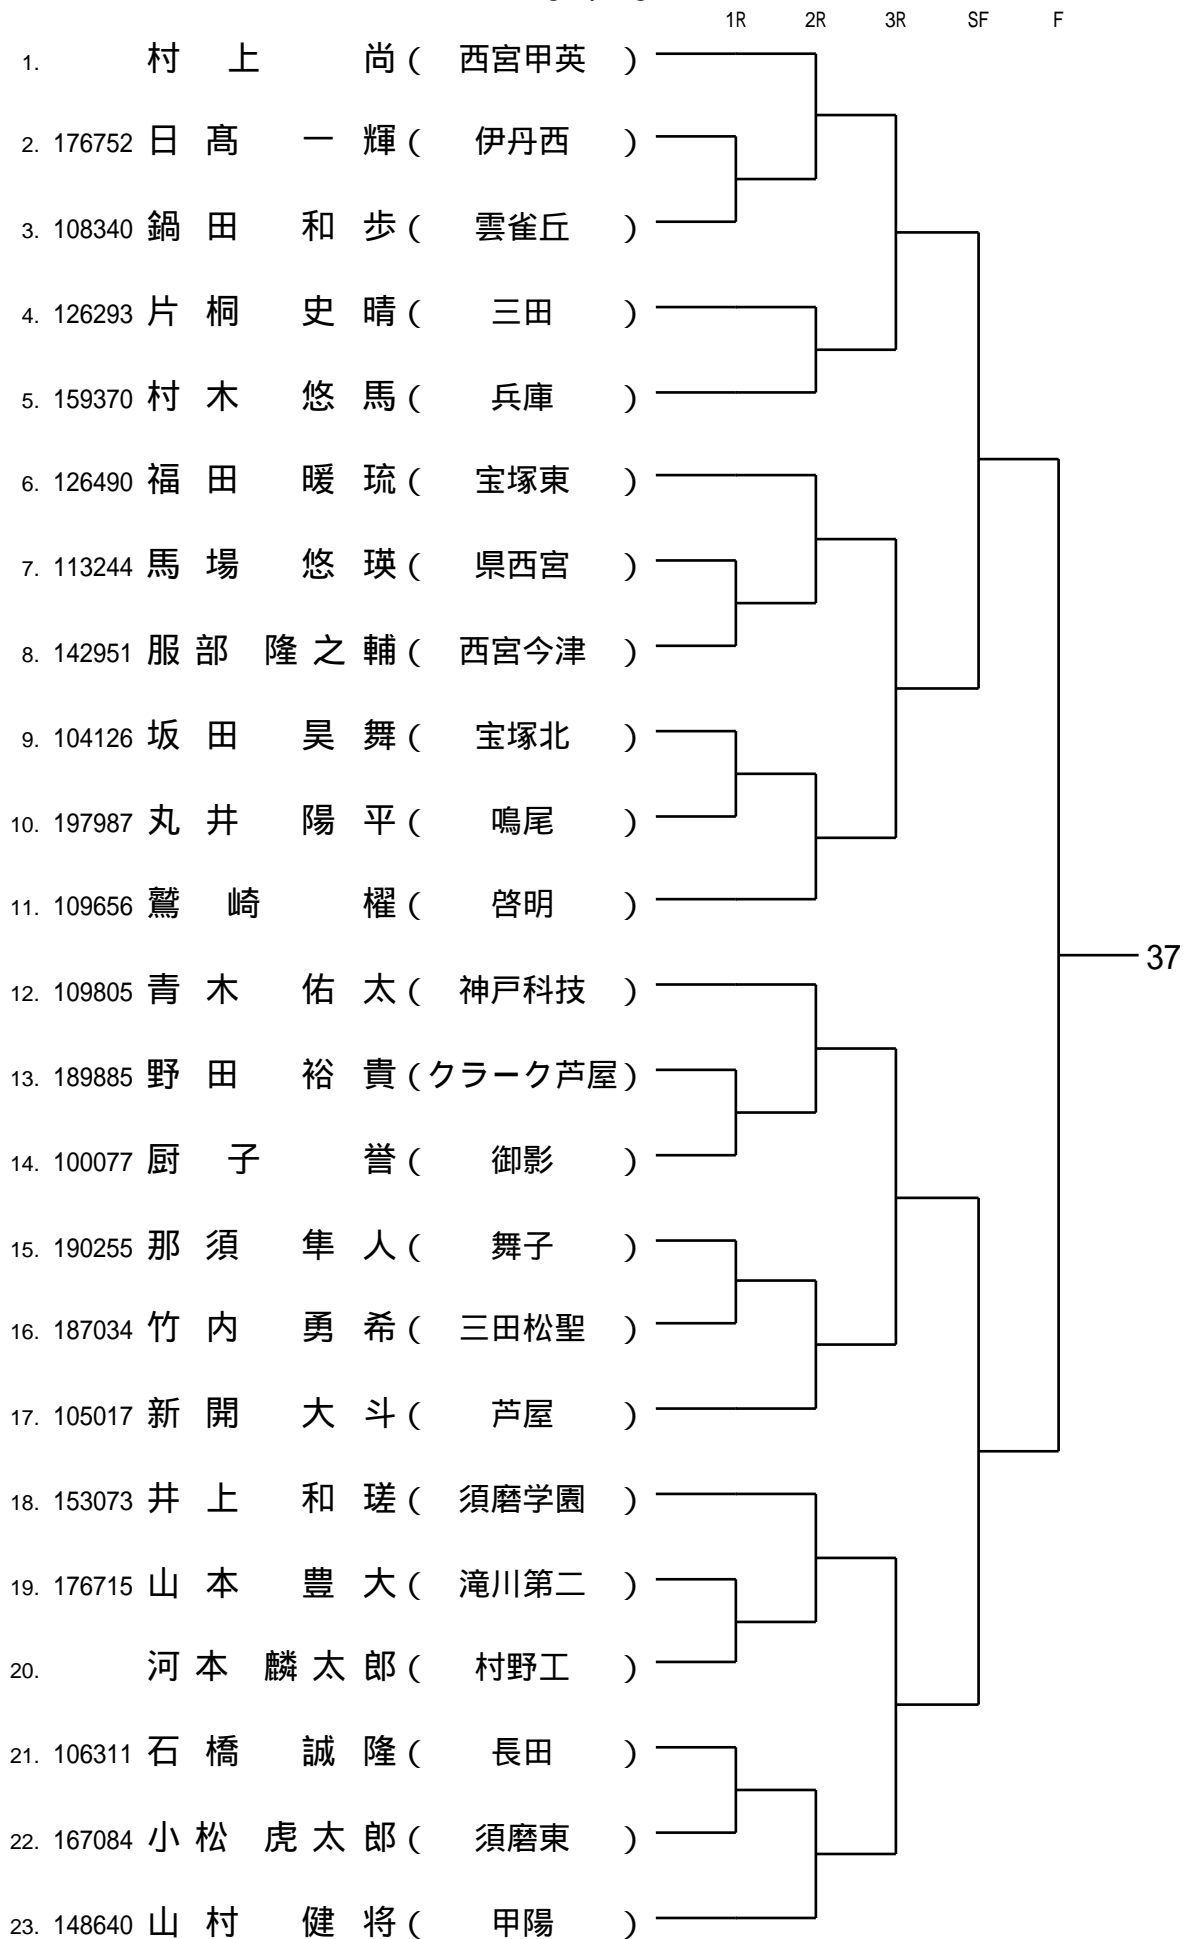 1R 2R 3R SF F
1. 村上 尚 ( 西宮甲英 )
2. 176752 日髙 一輝 ( 伊丹西 )
3. 108340 鍋田 和歩 ( 雲雀丘 )
4. 126293 片桐 史晴 ( 三田 )
5. 159370 村木 悠馬 ( 兵庫 )
6. 126490 福田 暖琉 ( 宝塚東 )
7. 113244 馬場 悠瑛 ( 県西宮 )
8. 142951 服部 隆之輔 ( 西宮今津 )
9. 104126 坂田 昊舞 ( 宝塚北 )
10. 197987 丸井 陽平 ( 鳴尾 )
11. 109656 鷲崎 櫂 ( 啓明 )
37
12. 109805 青木 佑太 ( 神戸科技 )
13. 189885 野田 裕貴 (クラーク芦屋)
14. 100077 厨子 誉 ( 御影 )
15. 190255 那須 隼人 ( 舞子 )
16. 187034 竹内 勇希 ( 三田松聖 )
17. 105017 新開 大斗 ( 芦屋 )
18. 153073 井上 和瑳 ( 須磨学園 )
19. 176715 山本 豊大 ( 滝川第二 )
20. 河本 麟太郎 ( 村野工 )
21. 106311 石橋 誠隆 ( 長田 )
22. 167084 小松 虎太郎 ( 須磨東 )
23. 148640 山村 健将 ( 甲陽 )